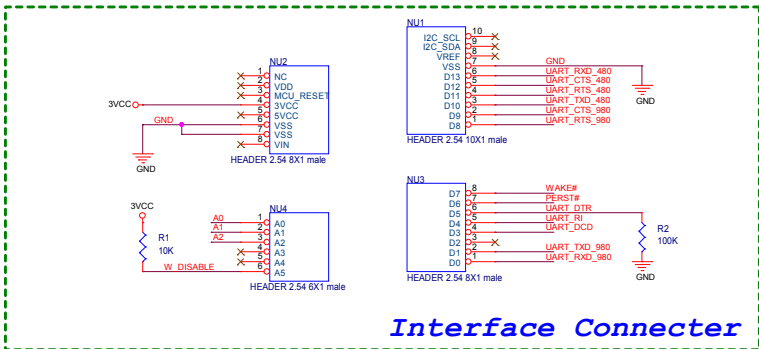 NU2
1 NC
2 VDD
3 MCU_RESET
3VCC 4 3VCC
5 5VCC
GND 6 VSS
7 VSS
8 VIN
GND
HEADER 2.54 8X1 male
NU1
I2C_SCL 10
I2C_SDA 9
VREF 8
VSS 7 GND
D13 6 UART_RXD_480
D12 5 UART_CTS_480
D11 4 UART_RTS_480
D10 3 UART_TXD_480
D9 2 UART_CTS_980
D8 1 UART_RTS_980
GND
HEADER 2.54 10X1 male
3VCC
R1
10K
NU4
A0 1 A0
A1 2 A1
A2 3 A2
4 A3
5 A4
W_DISABLE 6 A5
HEADER 2.54 6X1 male
NU3
D7 8 WAKE#
D6 7 PERST#
D5 6 UART_DTR
D4 5 UART_RI
D3 4 UART_DCD
D2 3
D1 2 UART_TXD_980
D0 1 UART_RXD_980
R2
100K
GND
HEADER 2.54 8X1 male
Interface Connecter